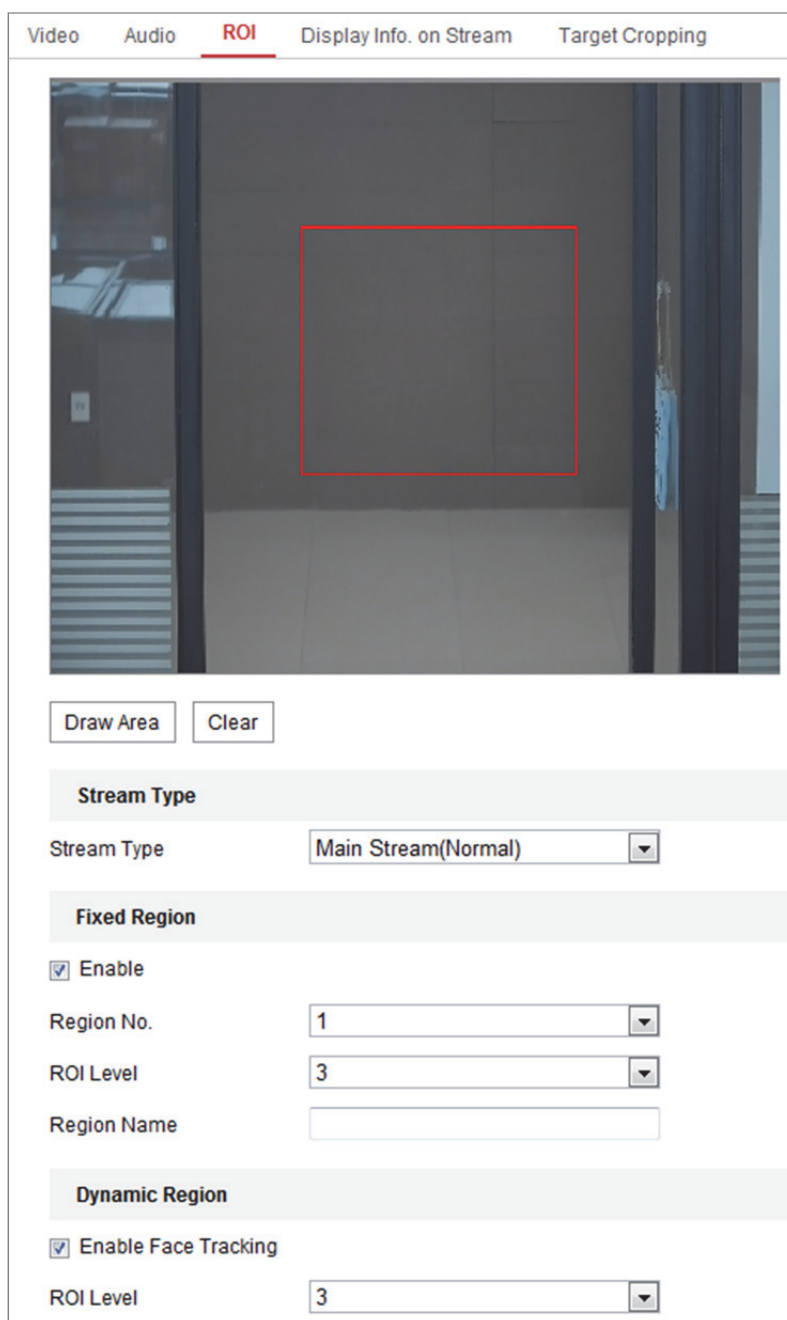 Video Audio ROI Display Info. on Stream Target Cropping
Draw Area Clear
Stream Type
Stream Type Main Stream(Normal)
Fixed Region
Enable
Region No. 1
ROI Level 3
Region Name
Dynamic Region
Enable Face Tracking
ROI Level 3